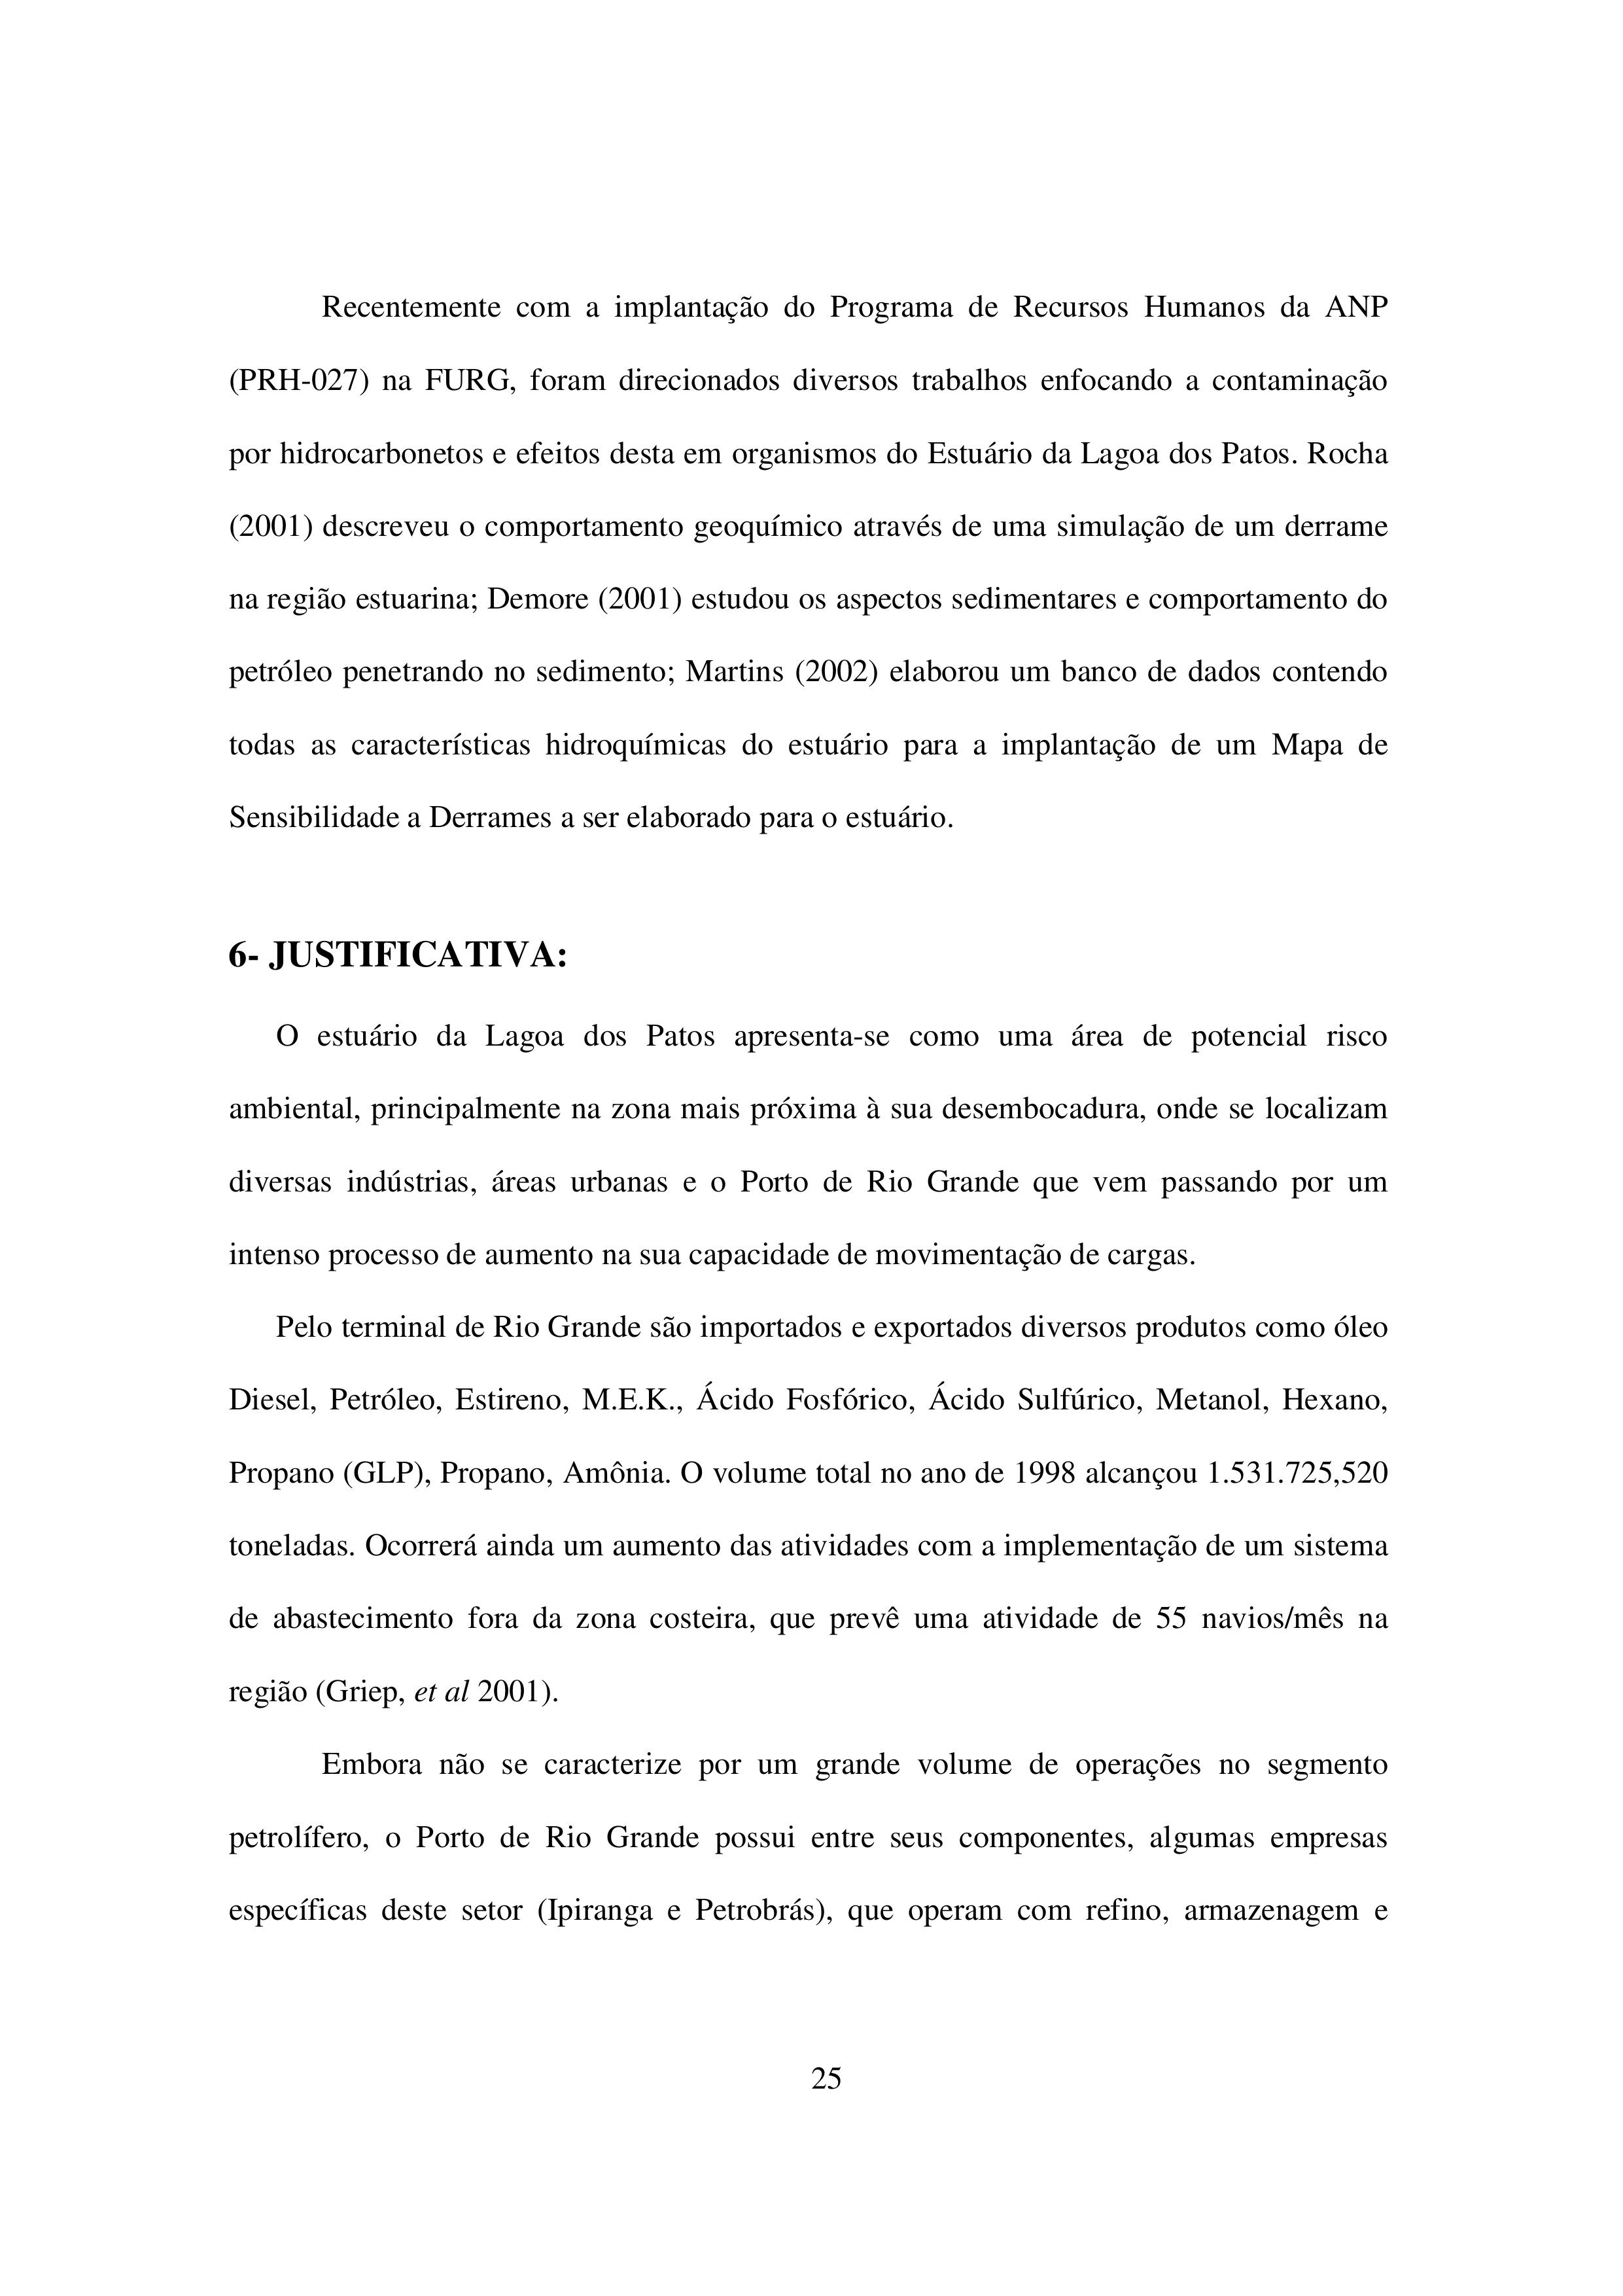 Recentemente com a implantação do Programa de Recursos Humanos da ANP
(PRH-027) na FURG, foram direcionados diversos trabalhos enfocando a contaminação
por hidrocarbonetos e efeitos desta em organismos do Estuário da Lagoa dos Patos. Rocha
(2001) descreveu o comportamento geoquímico através de uma simulação de um derrame
na região estuarina; Demore (2001) estudou os aspectos sedimentares e comportamento do
petróleo penetrando no sedimento; Martins (2002) elaborou um banco de dados contendo
todas as características hidroquímicas do estuário para a implantação de um Mapa de
Sensibilidade a Derrames a ser elaborado para o estuário.
6- JUSTIFICATIVA:
O estuário da Lagoa dos Patos apresenta-se como uma área de potencial risco
ambiental, principalmente na zona mais próxima à sua desembocadura, onde se localizam
diversas indústrias, áreas urbanas e o Porto de Rio Grande que vem passando por um
intenso processo de aumento na sua capacidade de movimentação de cargas.
Pelo terminal de Rio Grande são importados e exportados diversos produtos como óleo
Diesel, Petróleo, Estireno, M.E.K., Ácido Fosfórico, Ácido Sulfúrico, Metanol, Hexano,
Propano (GLP), Propano, Amônia. O volume total no ano de 1998 alcançou 1.531.725,520
toneladas. Ocorrerá ainda um aumento das atividades com a implementação de um sistema
de abastecimento fora da zona costeira, que prevê uma atividade de 55 navios/mês na
região (Griep, et al 2001).
Embora não se caracterize por um grande volume de operações no segmento
petrolífero, o Porto de Rio Grande possui entre seus componentes, algumas empresas
específicas deste setor (Ipiranga e Petrobrás), que operam com refino, armazenagem e
25